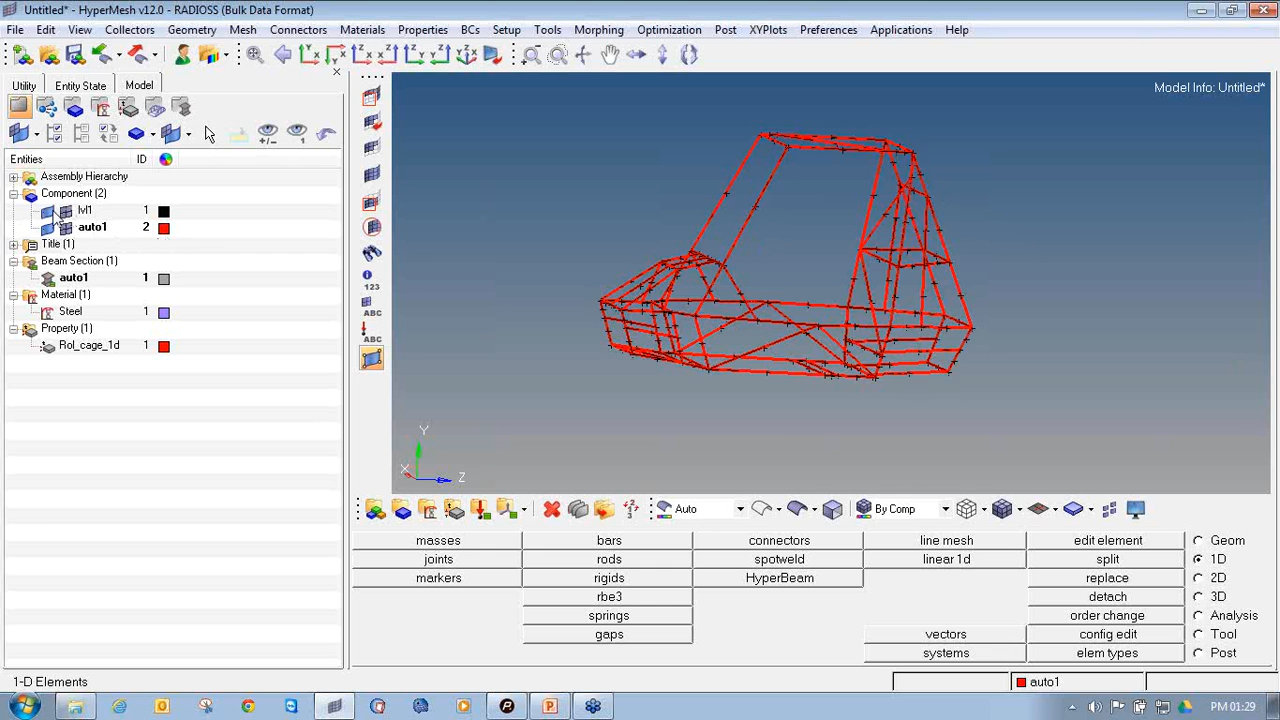 Untitled* - HyperMesh v12.0 - RADIOSS (Bulk Data Format)
File Edit View Collectors Geometry Mesh Connectors Materials Properties BCs Setup Tools Morphing Optimization Post XYPlots Preferences Applications Help
Utility Entity State Model
Model Info: Untitled*
Entities ID
Assembly Hierarchy
Component (2)
lvl1 1
auto1 2
Title (1)
Beam Section (1)
auto1 1
Material (1)
Steel 1
Property (1)
Rol_cage_1d 1
123
ABC
ABC
Y
X
Z
Auto By Comp
masses bars connectors line mesh edit element Geom
joints rods spotweld linear 1d split 1D
markers rigids HyperBeam replace 2D
rbe3 detach 3D
springs order change Analysis
gaps vectors config edit Tool
systems elem types Post
1-D Elements auto1
PM 01:29